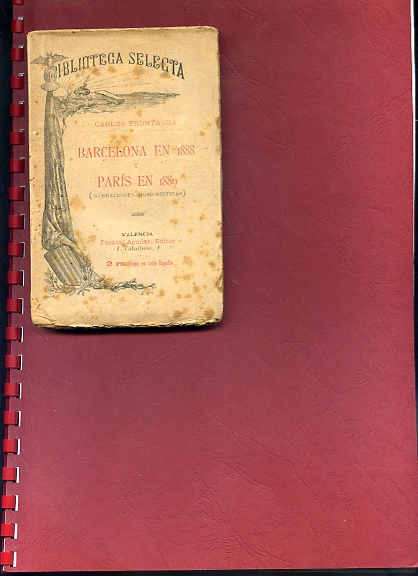 BIBLIOTECA SELECTA
CARLOS FRONTAURA
BARCELONA EN 1888
Y
PARÍS EN 1889
(NARRACIONES HUMORÍSTICAS)
VALENCIA
Pascual Aguilar, Editor
1, Caballeros, 1
2 en toda España